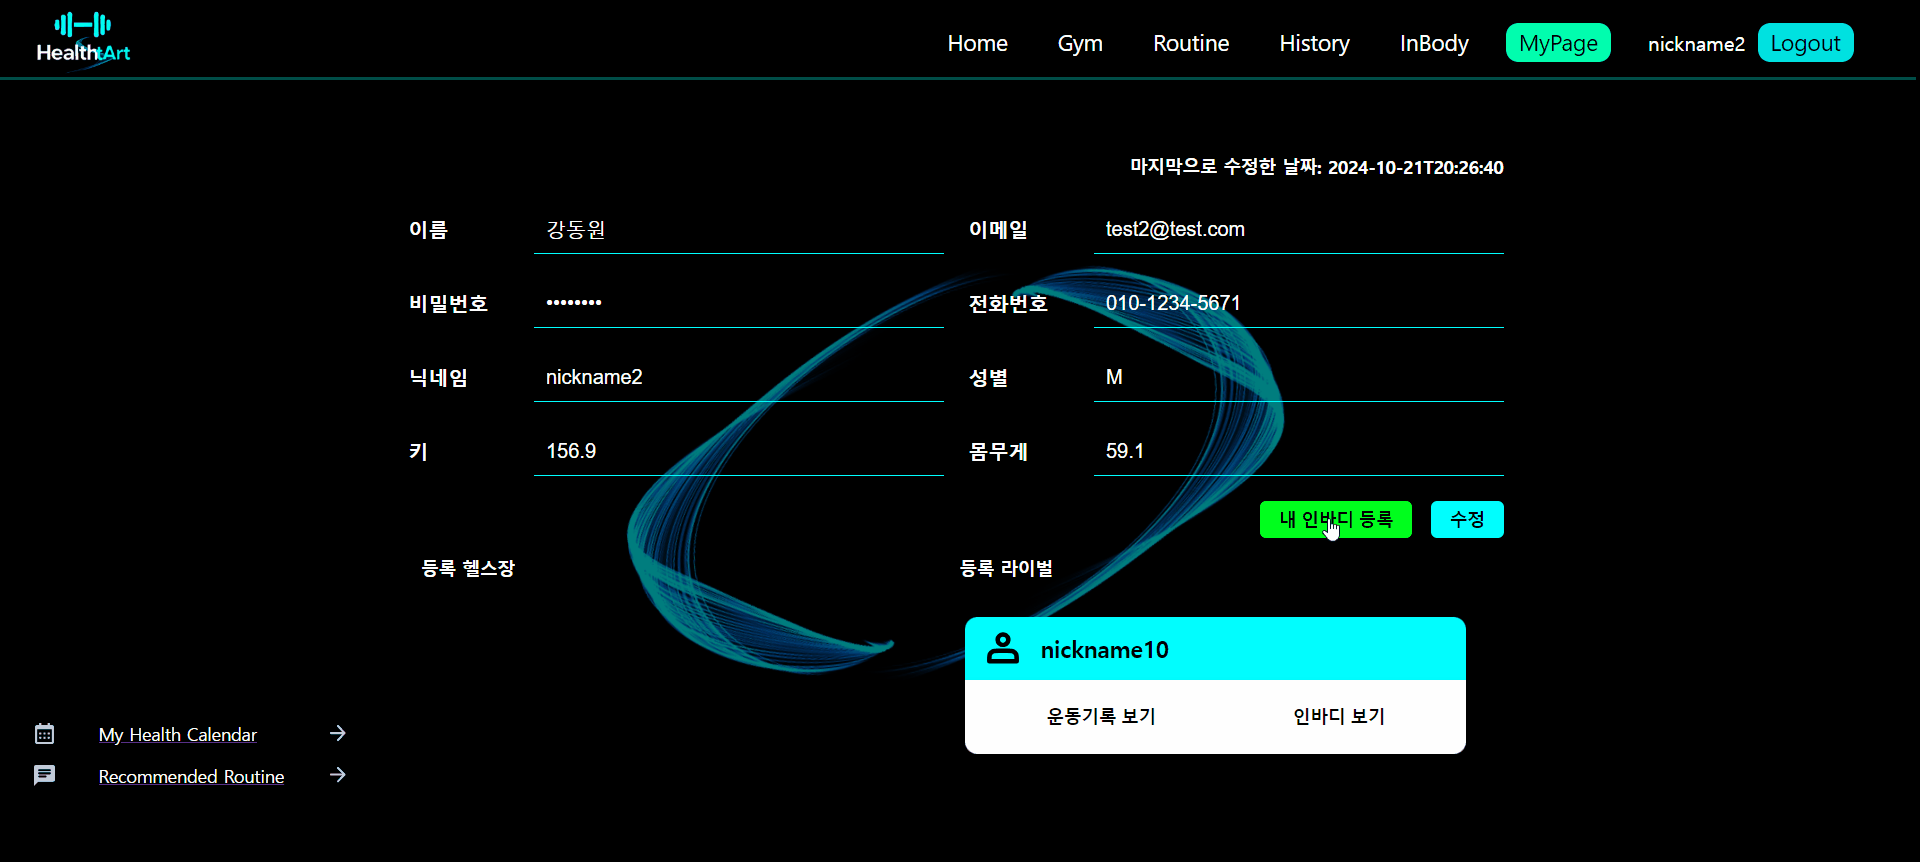 HealthArt
Home Gym Routine History InBody MyPage nickname2 Logout
마지막으로 수정한 날짜: 2024-10-21T20:26:40
이름 강동원 이메일 test2@test.com
비밀번호 •••••••• 전화번호 010-1234-5671
닉네임 nickname2 성별 M
키 156.9 몸무게 59.1
내 인바디 등록 수정
등록 헬스장 등록 라이벌
nickname10
운동기록 보기 인바디 보기
My Health Calendar
Recommended Routine